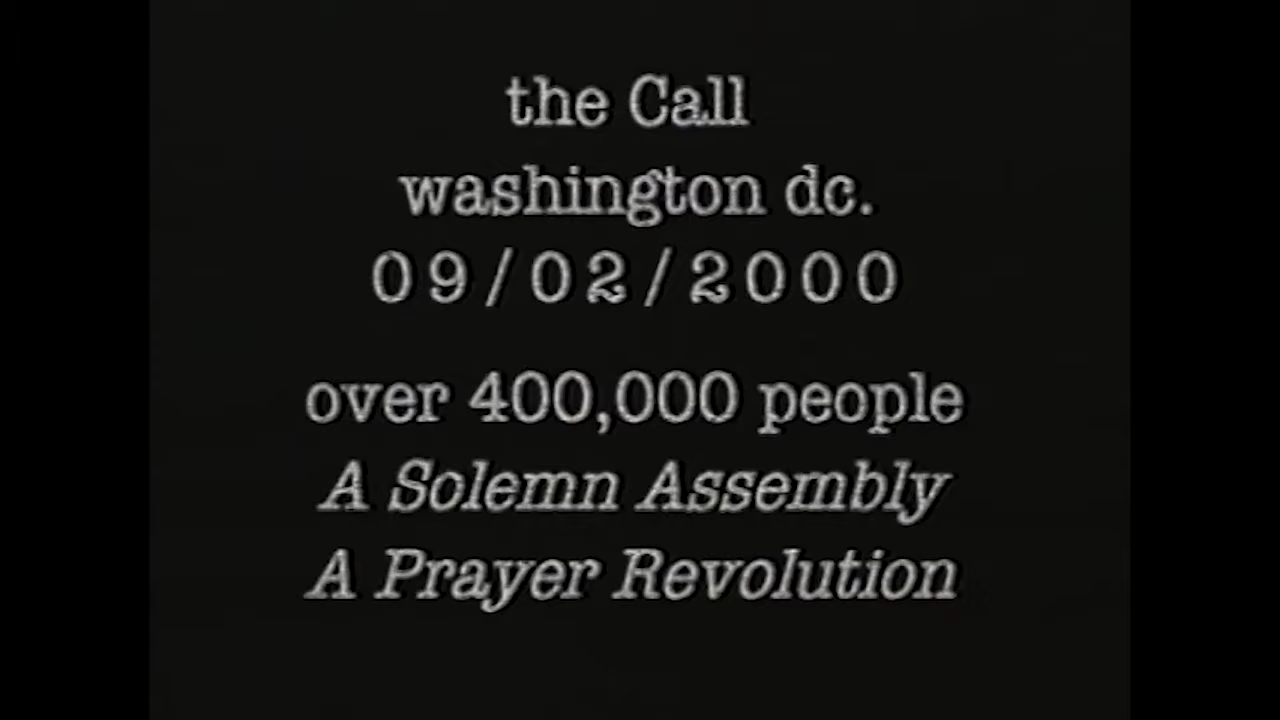 the Call
washington dc.
09/02/2000
over 400,000 people
A Solemn Assembly
A Prayer Revolution